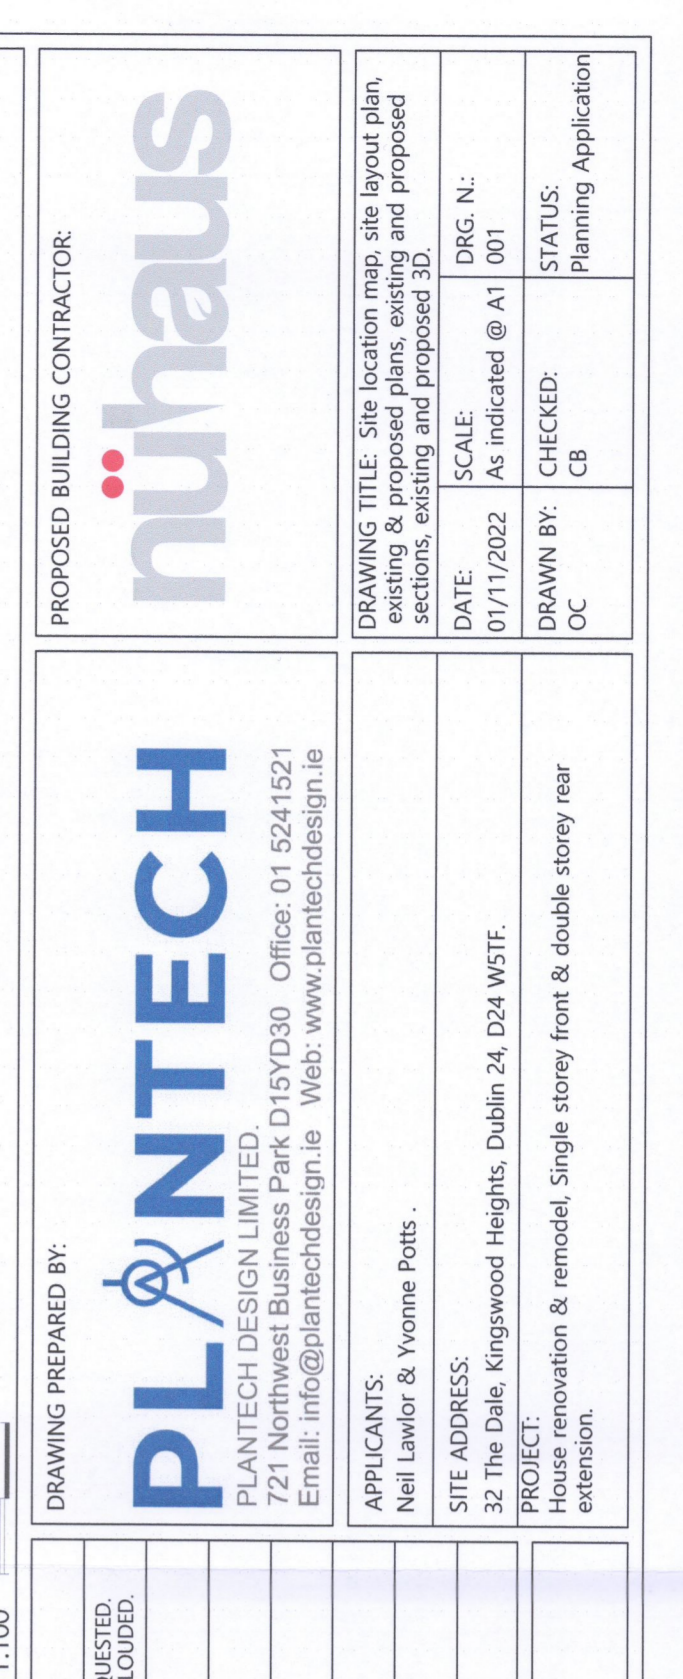 DRAWING PREPARED BY:
PLANTECH
PLANTECH DESIGN LIMITED.
721 Northwest Business Park D15YD30 Office: 01 5241521
Email: info@plantechdesign.ie Web: www.plantechdesign.ie
PROPOSED BUILDING CONTRACTOR:
nühaus
APPLICANTS:
Neil Lawlor & Yvonne Potts .
SITE ADDRESS:
32 The Dale, Kingswood Heights, Dublin 24, D24 W5TF.
PROJECT:
House renovation & remodel, Single storey front & double storey rear
extension.
DRAWING TITLE: Site location map, site layout plan,
existing & proposed plans, existing and proposed
sections, existing and proposed 3D.
DATE:
01/11/2022
SCALE:
As indicated @ A1
DRG. N.:
001
DRAWN BY:
OC
CHECKED:
CB
STATUS:
Planning Application